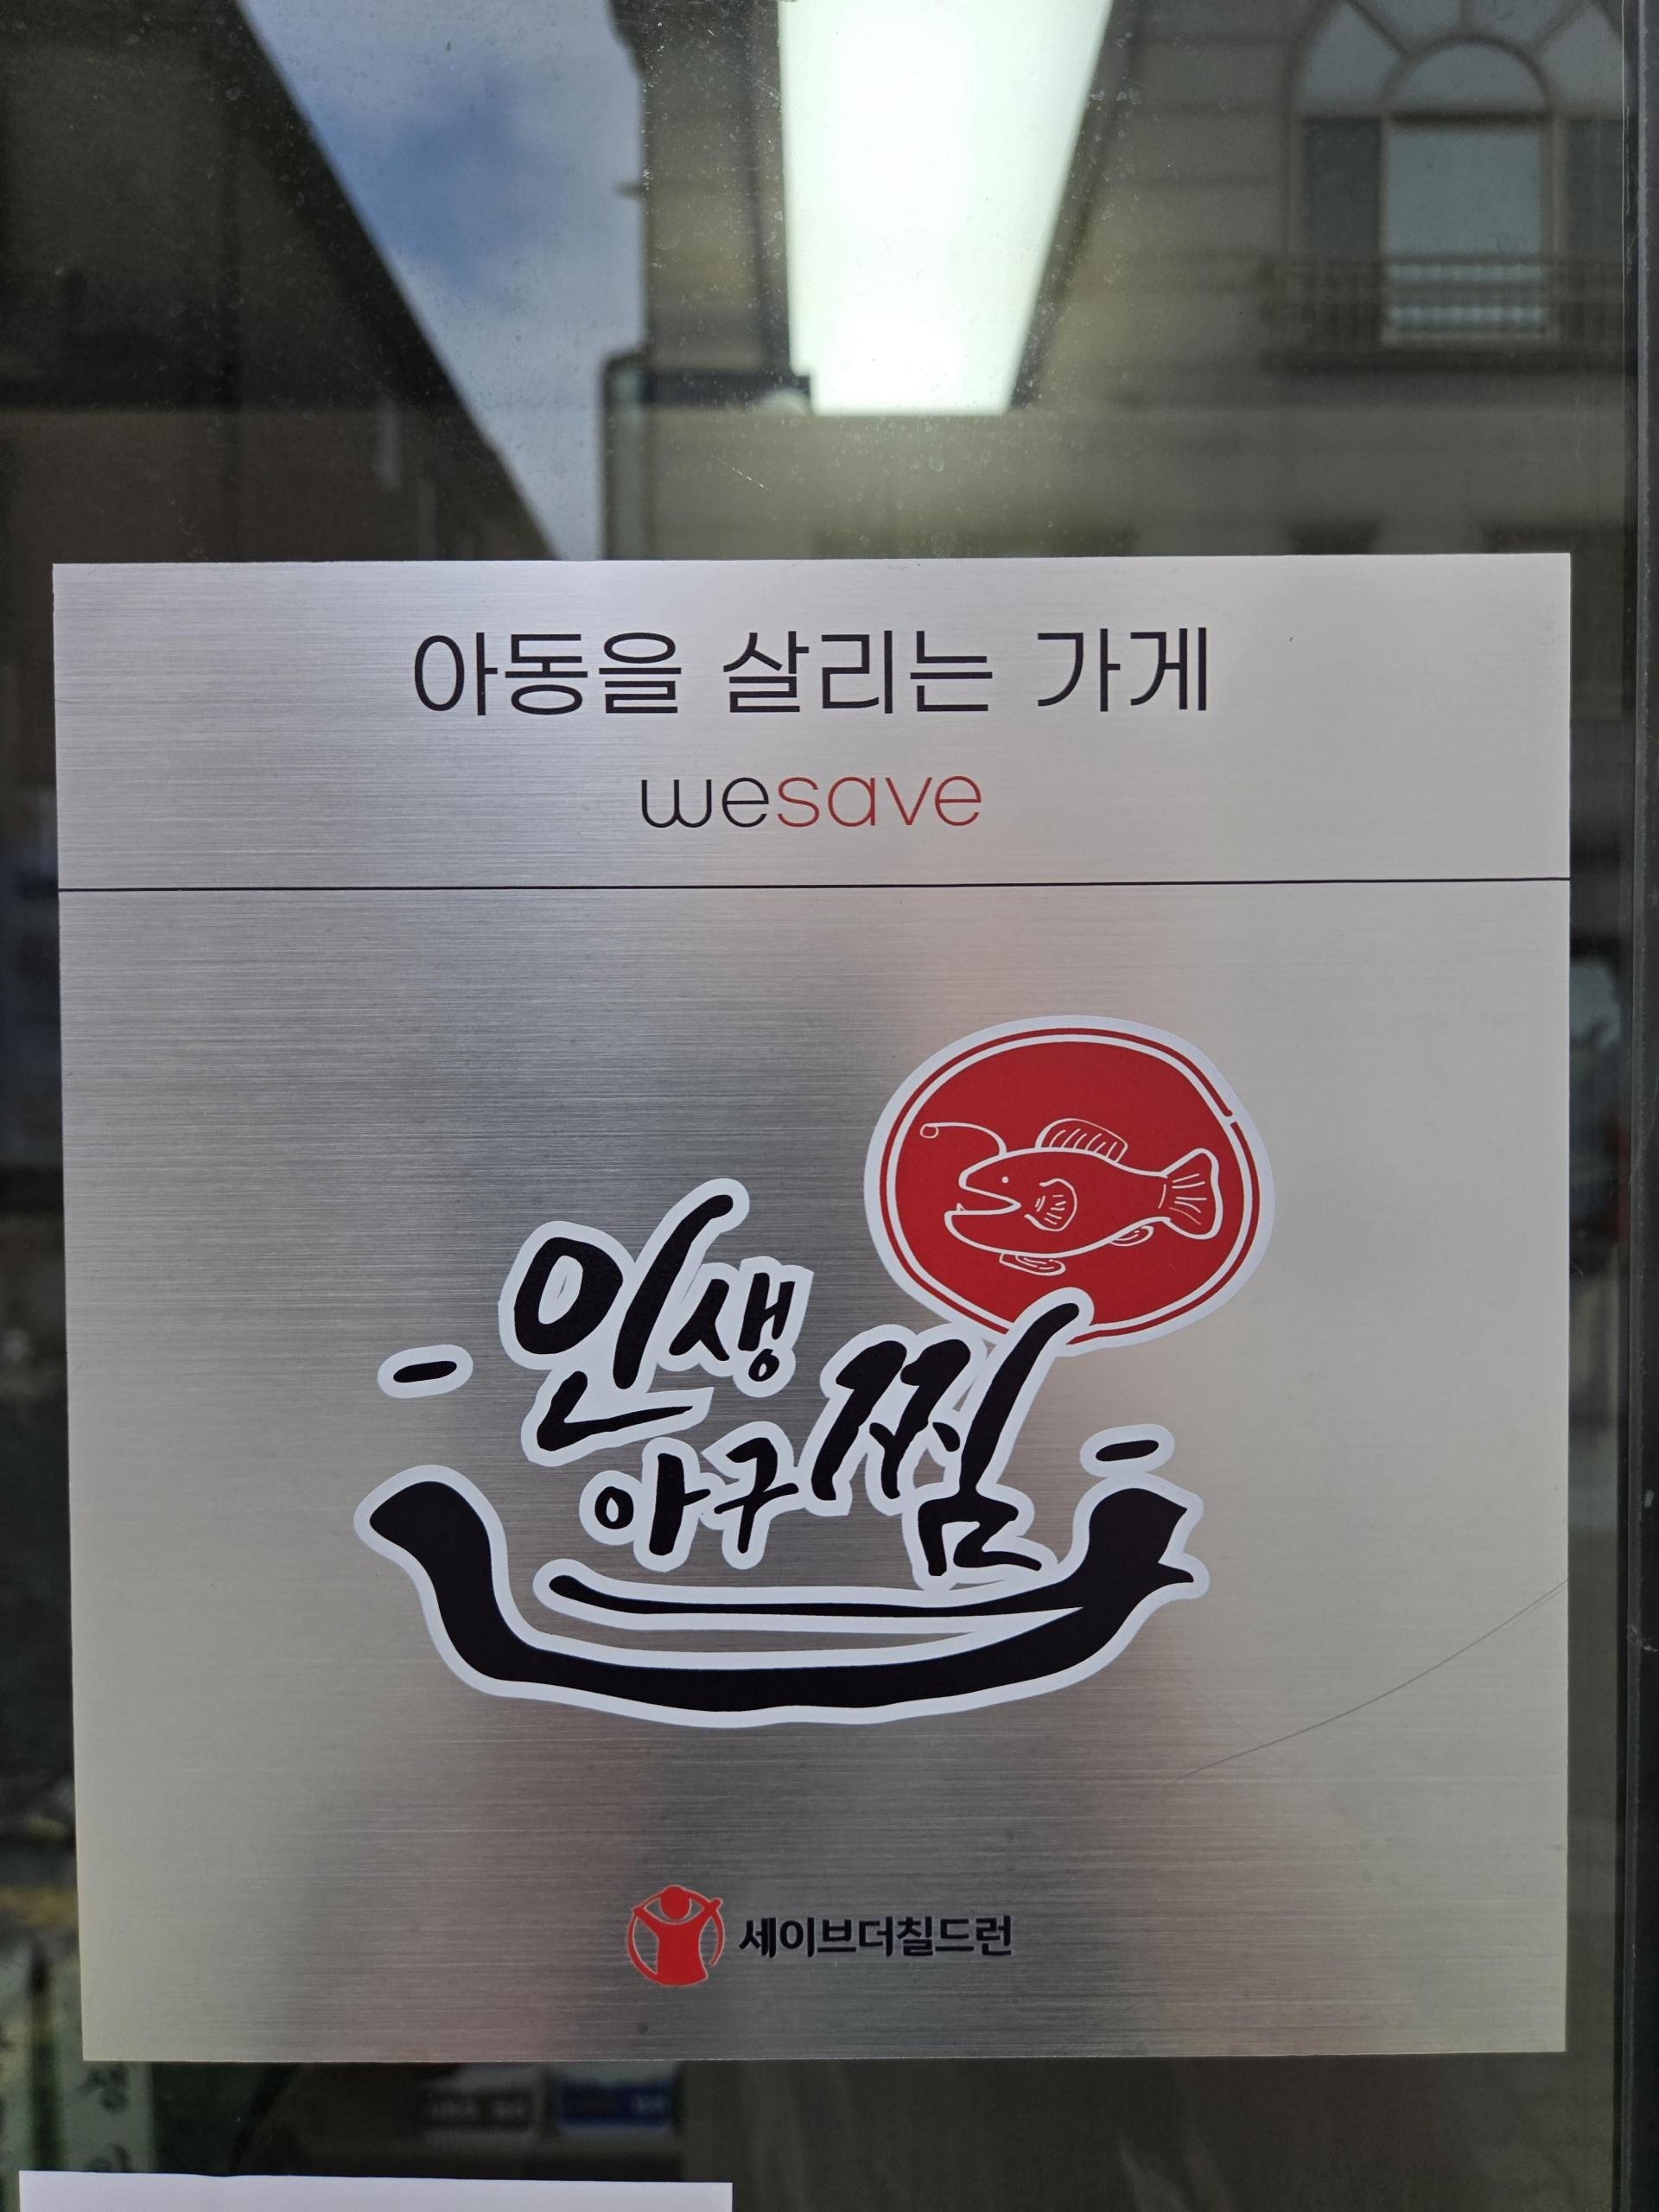 아동을 살리는 가게
wesave
인생
아구찜
세이브더칠드런
생